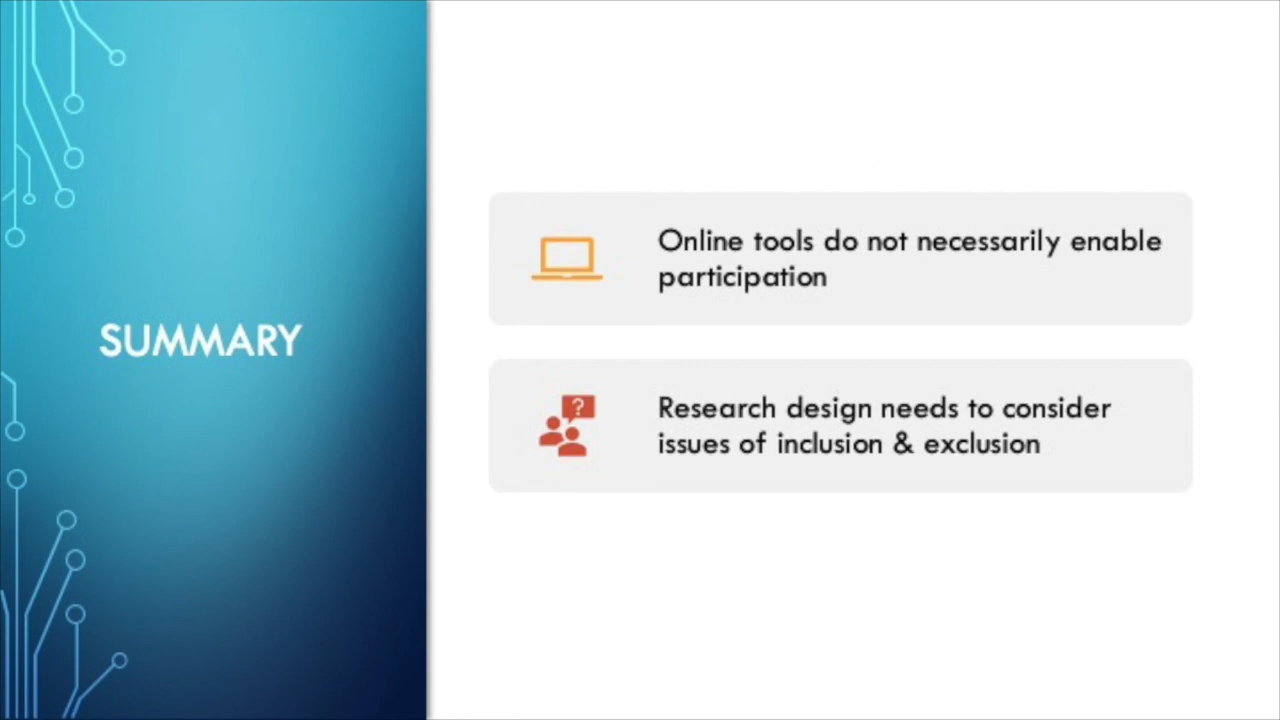 SUMMARY
Online tools do not necessarily enable
participation
?
Research design needs to consider
issues of inclusion & exclusion